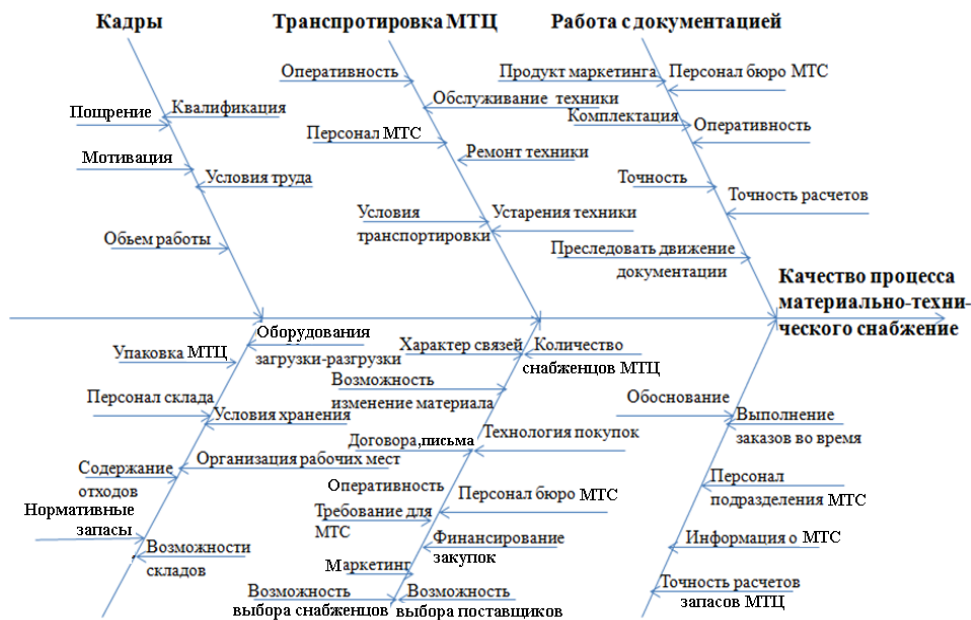 Кадры
Транспротировка МТЦ
Работа с документацией
Оперативность
Продукт маркетинга
Персонал бюро МТС
Пощрение
Квалификация
Обслуживание техники
Комплектация
Оперативность
Персонал МТС
Мотивация
Ремонт техники
Условия труда
Точность
Точность расчетов
Условия
транспортировки
Устарения техники
Обьем работы
Преследовать движение
документации
Качество процесса
материально-техни-
ческого снабжение
Оборудования
загрузки-разгрузки
Упаковка МТЦ
Характер связей
Количество
снабженцов МТЦ
Возможность
изменение материала
Персонал склада
Условия хранения
Обоснование
Выполнение
заказов во время
Договора,письма
Технология покупок
Организация рабочих мест
Содержание
отходов
Оперативность
Персонал бюро МТС
Персонал
подразделения МТС
Нормативные
запасы
Требование для
МТС
Финансирование
закупок
Информация о МТС
Возможности
складов
Маркетинг
Точность расчетов
запасов МТЦ
Возможность
выбора снабженцов
Возможность
выбора поставщиков